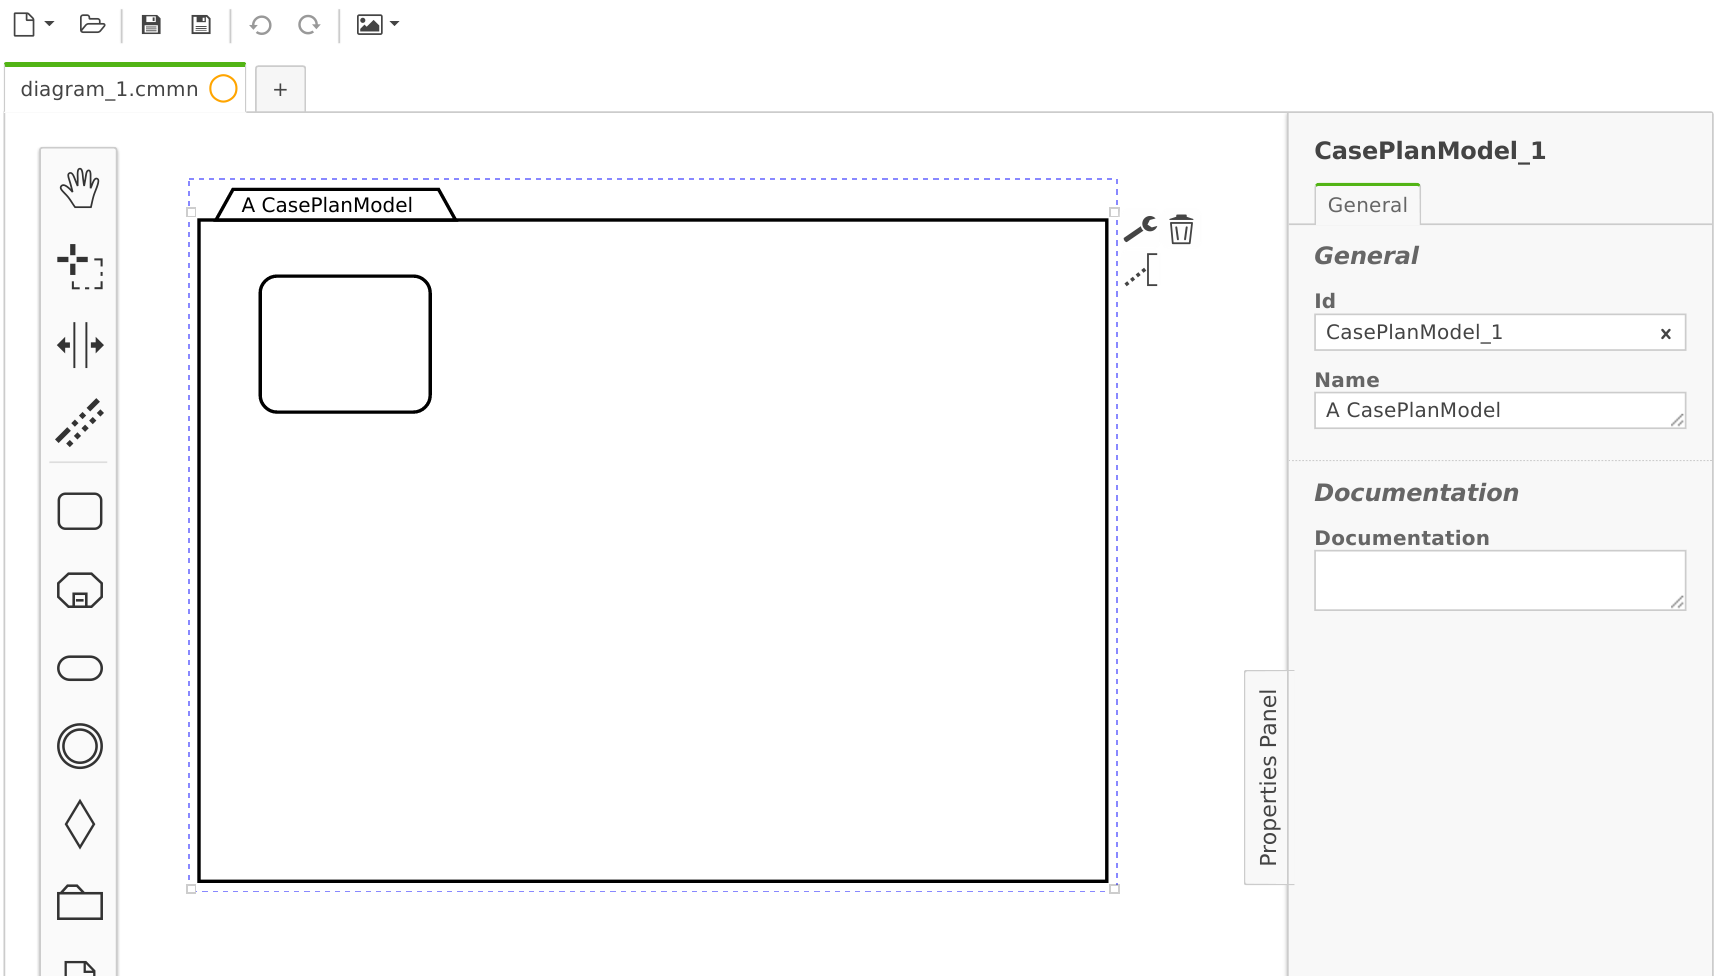 diagram_1.cmmn
+
A CasePlanModel
CasePlanModel_1
General
General
Id
CasePlanModel_1 x
Name
A CasePlanModel
Documentation
Documentation
Properties Panel